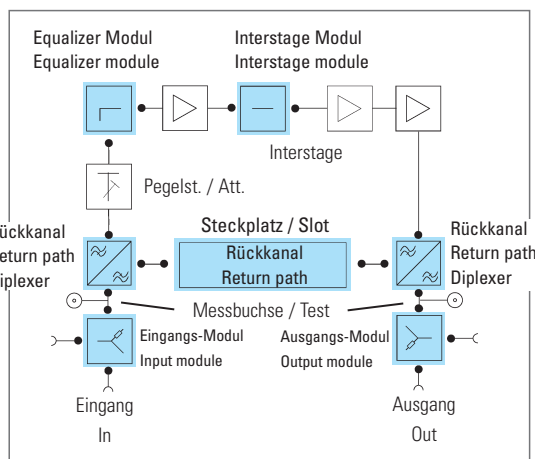 Equalizer Modul
Equalizer module
Interstage Modul
Interstage module
Interstage
Pegelst. / Att.
ückkanal
eturn path
iplexer
Steckplatz / Slot
Rückkanal
Return path
Rückkanal
Return path
Diplexer
Messbuchse / Test
Eingangs-Modul
Input module
Ausgangs-Modul
Output module
Eingang
In
Ausgang
Out